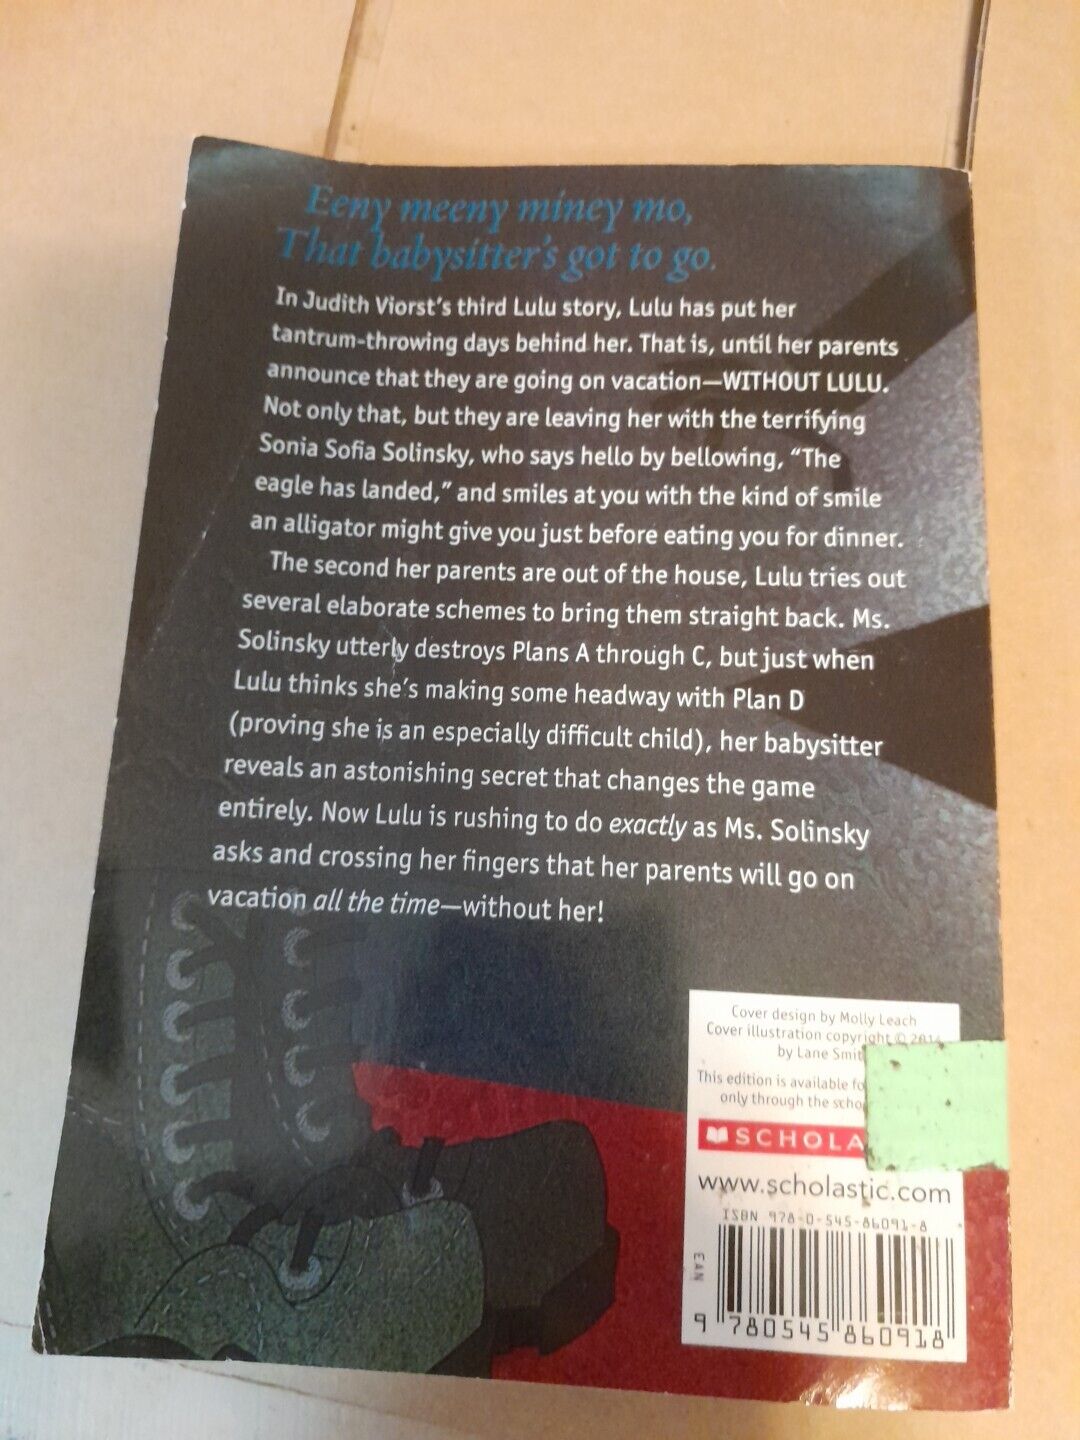 Eeny meeny miney mo,
That babysitter's got to go.
In Judith Viorst's third Lulu story, Lulu has put her
tantrum-throwing days behind her. That is, until her parents
announce that they are going on vacation—WITHOUT LULU.
Not only that, but they are leaving her with the terrifying
Sonia Sofia Solinsky, who says hello by bellowing, “The
eagle has landed,” and smiles at you with the kind of smile
an alligator might give you just before eating you for dinner.
The second her parents are out of the house, Lulu tries out
several elaborate schemes to bring them straight back. Ms.
Solinsky utterly destroys Plans A through C, but just when
Lulu thinks she's making some headway with Plan D
(proving she is an especially difficult child), her babysitter
reveals an astonishing secret that changes the game
entirely. Now Lulu is rushing to do exactly as Ms. Solinsky
asks and crossing her fingers that her parents will go on
vacation all the time—without her!
Cover design by Molly Leach
Cover illustration copyright © 2014
by Lane Smit
This edition is available fo
only through the scho
SCHOLA
www.scholastic.com
ISBN 978-0-545-86091-8
EAN
9 780545 860918